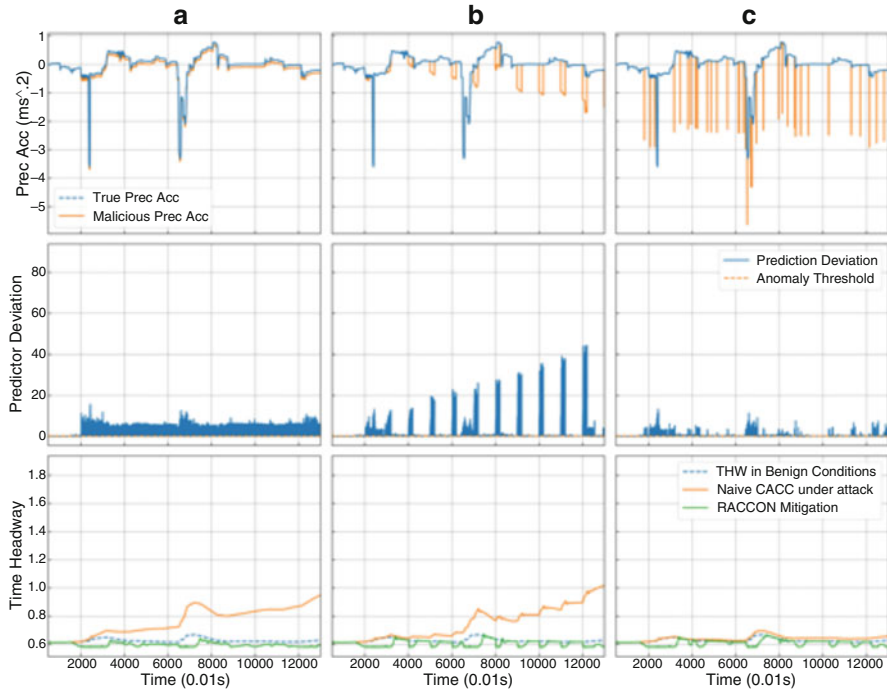 a b c
Prec Acc (ms^.2)
1
0
−1
−2
−3
−4
−5
True Prec Acc
Malicious Prec Acc
Predictor Deviation
80
60
40
20
0
Prediction Deviation
Anomaly Threshold
Time Headway
1.8
1.6
1.4
1.2
1.0
0.8
0.6
THW in Benign Conditions
Naive CACC under attack
RACCON Mitigation
2000 4000 6000 8000 10000 12000 2000 4000 6000 8000 10000 12000 2000 4000 6000 8000 10000 12000
Time (0.01s) Time (0.01s) Time (0.01s)